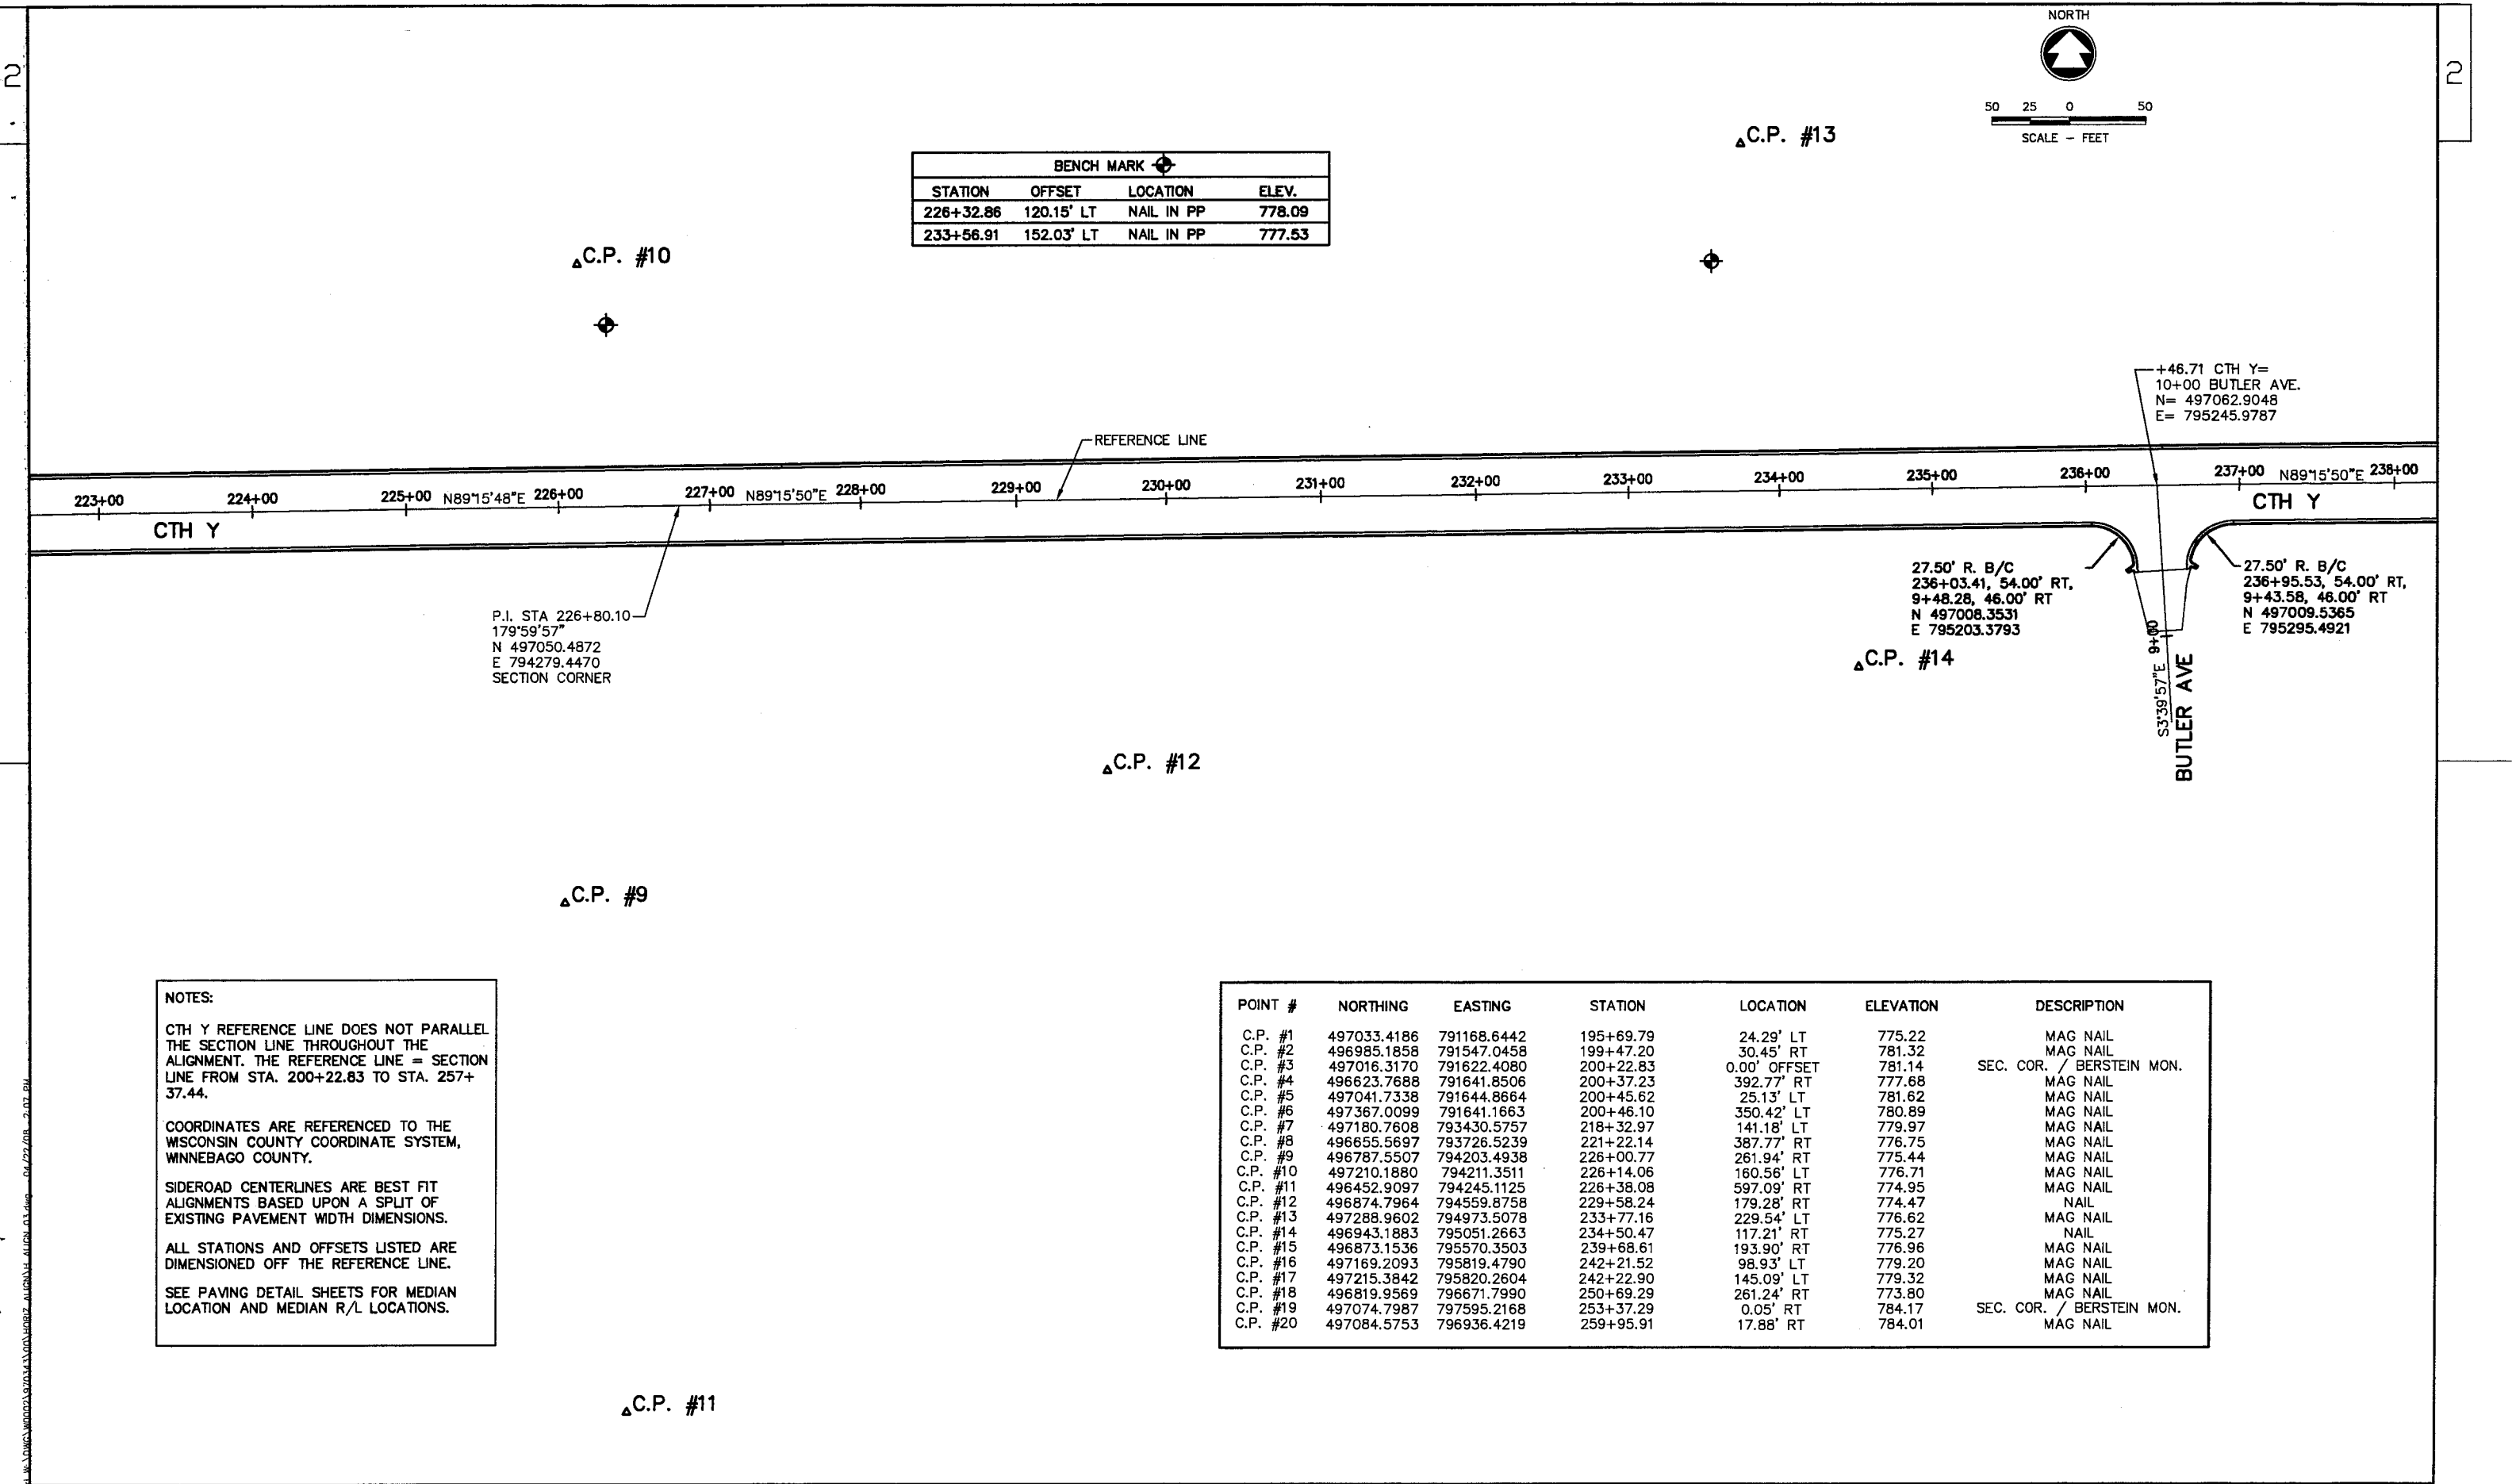 2
2
NORTH
50 25 0 50
SCALE - FEET
C.P. #13
BENCH MARK
STATION OFFSET LOCATION ELEV.
226+32.86 120.15' LT NAIL IN PP 778.09
233+56.91 152.03' LT NAIL IN PP 777.53
C.P. #10
+46.71 CTH Y=
10+00 BUTLER AVE.
N= 497062.9048
E= 795245.9787
REFERENCE LINE
223+00 224+00 225+00 N89°15'48"E 226+00 227+00 N89°15'50"E 228+00 229+00 230+00 231+00 232+00 233+00 234+00 235+00 236+00 237+00 N89°15'50"E 238+00
CTH Y
CTH Y
P.I. STA 226+80.10
179°59'57"
N 497050.4872
E 794279.4470
SECTION CORNER
27.50' R. B/C
236+03.41, 54.00' RT,
9+48.28, 46.00' RT
N 497008.3531
E 795203.3793
27.50' R. B/C
236+95.53, 54.00' RT,
9+43.58, 46.00' RT
N 497009.5365
E 795295.4921
C.P. #14
S3°39'57"E 9+00
BUTLER AVE
C.P. #12
C.P. #9
NOTES:
CTH Y REFERENCE LINE DOES NOT PARALLEL
THE SECTION LINE THROUGHOUT THE
ALIGNMENT. THE REFERENCE LINE = SECTION
LINE FROM STA. 200+22.83 TO STA. 257+
37.44.
COORDINATES ARE REFERENCED TO THE
WISCONSIN COUNTY COORDINATE SYSTEM,
WINNEBAGO COUNTY.
SIDEROAD CENTERLINES ARE BEST FIT
ALIGNMENTS BASED UPON A SPLIT OF
EXISTING PAVEMENT WIDTH DIMENSIONS.
ALL STATIONS AND OFFSETS LISTED ARE
DIMENSIONED OFF THE REFERENCE LINE.
SEE PAVING DETAIL SHEETS FOR MEDIAN
LOCATION AND MEDIAN R/L LOCATIONS.
POINT # NORTHING EASTING STATION LOCATION ELEVATION DESCRIPTION
C.P. #1 497033.4186 791168.6442 195+69.79 24.29' LT 775.22 MAG NAIL
C.P. #2 496985.1858 791547.0458 199+47.20 30.45' RT 781.32 MAG NAIL
C.P. #3 497016.3170 791622.4080 200+22.83 0.00' OFFSET 781.14 SEC. COR. / BERSTEIN MON.
C.P. #4 496623.7688 791641.8506 200+37.23 392.77' RT 777.68 MAG NAIL
C.P. #5 497041.7338 791644.8664 200+45.62 25.13' LT 781.62 MAG NAIL
C.P. #6 497367.0099 791641.1663 200+46.10 350.42' LT 780.89 MAG NAIL
C.P. #7 497180.7608 793430.5757 218+32.97 141.18' LT 779.97 MAG NAIL
C.P. #8 496655.5697 793726.5239 221+22.14 387.77' RT 776.75 MAG NAIL
C.P. #9 496787.5507 794203.4938 226+00.77 261.94' RT 775.44 MAG NAIL
C.P. #10 497210.1880 794211.3511 226+14.06 160.56' LT 776.71 MAG NAIL
C.P. #11 496452.9097 794245.1125 226+38.08 597.09' RT 774.95 MAG NAIL
C.P. #12 496874.7964 794559.8758 229+58.24 179.28' RT 774.47 NAIL
C.P. #13 497288.9602 794973.5078 233+77.16 229.54' LT 776.62 MAG NAIL
C.P. #14 496943.1883 795051.2663 234+50.47 117.21' RT 775.27 NAIL
C.P. #15 496873.1536 795570.3503 239+68.61 193.90' RT 776.96 MAG NAIL
C.P. #16 497169.2093 795819.4790 242+21.52 98.93' LT 779.20 MAG NAIL
C.P. #17 497215.3842 795820.2604 242+22.90 145.09' LT 779.32 MAG NAIL
C.P. #18 496819.9569 796671.7990 250+69.29 261.24' RT 773.80 MAG NAIL
C.P. #19 497074.7987 797595.2168 253+37.29 0.05' RT 784.17 SEC. COR. / BERSTEIN MON.
C.P. #20 497084.5753 796936.4219 259+95.91 17.88' RT 784.01 MAG NAIL
C.P. #11